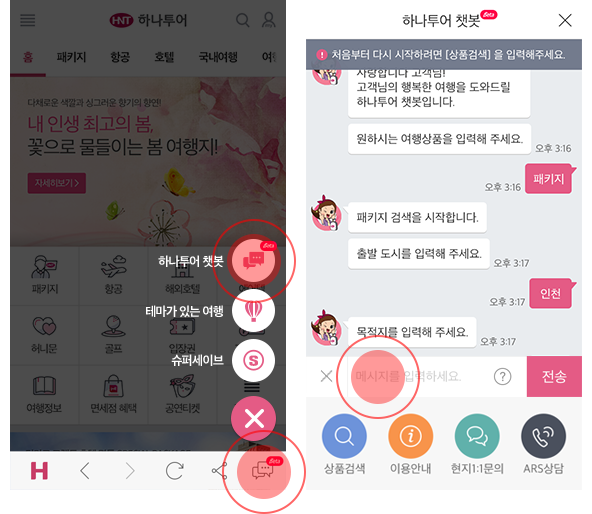 HNT 하나투어
홈 패키지 항공 호텔 국내여행
다채로운 색깔과 싱그러운 향기의 향연!
내 인생 최고의 봄,
꽃으로 물들이는 봄 여행지!
자세히보기 >
하나투어 챗봇
Beta
테마가 있는 여행
슈퍼세이브
S
패키지 항공 해외호텔
허니문 골프 입장권
여행정보 면세점 혜택 공연티켓
H
Beta
하나투어 챗봇 Beta
처음부터 다시 시작하려면 [상품검색] 을 입력해주세요.
사랑합니다 고객님!
고객님의 행복한 여행을 도와드릴
하나투어 챗봇입니다.
원하시는 여행상품을 입력해 주세요.
오후 3:16
패키지
오후 3:16
패키지 검색을 시작합니다.
출발 도시를 입력해 주세요.
오후 3:17
인천
오후 3:17
목적지를 입력해 주세요.
오후 3:17
메시지를 입력하세요.
?
전송
상품검색 이용안내 현지1:1문의 ARS상담